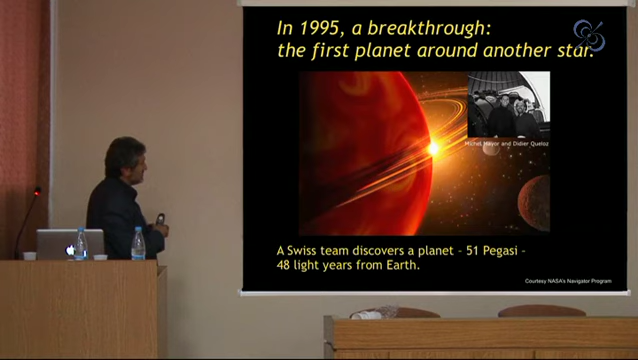 In 1995, a breakthrough:
the first planet around another star.
Michel Mayor and Didier Queloz
A Swiss team discovers a planet - 51 Pegasi -
48 light years from Earth.
Courtesy NASA's Navigator Program